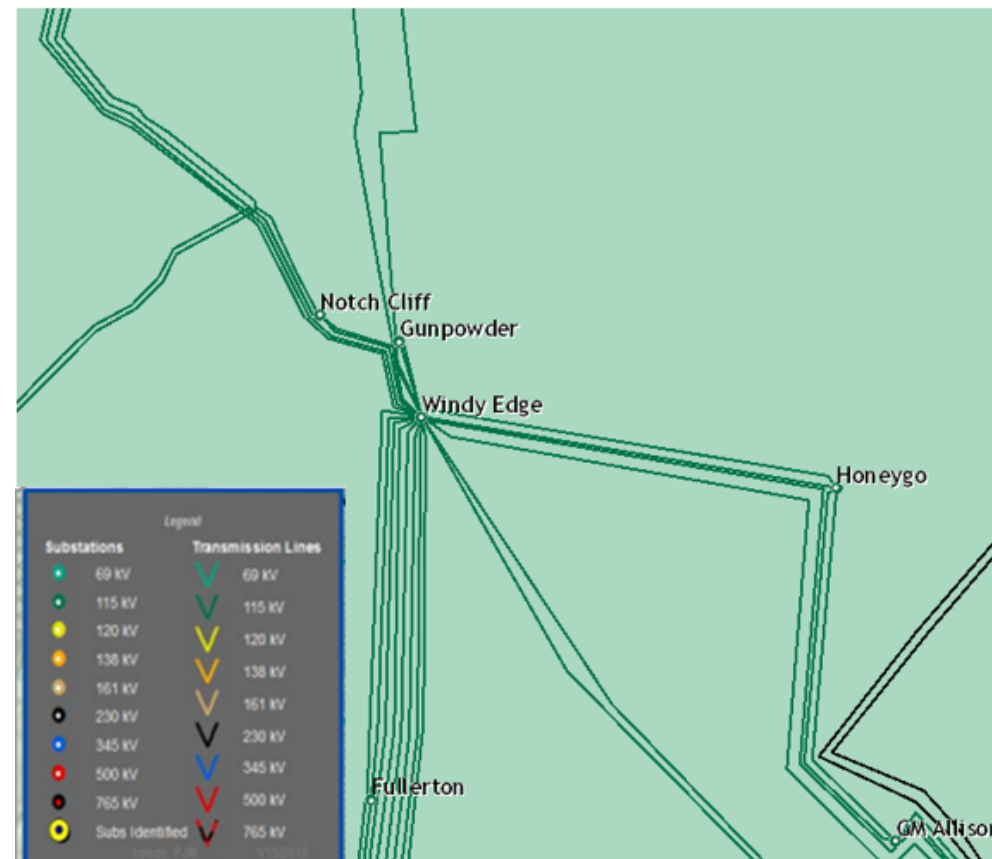 Notch Cliff
Gunpowder
Windy Edge
Honeygo
Fullerton
GM Allison
Legend
Substations Transmission Lines
69 kV 69 kV
115 kV 115 kV
120 kV 120 kV
138 kV 138 kV
161 kV 161 kV
230 kV 230 kV
345 kV 345 kV
500 kV 500 kV
765 kV 765 kV
Subs Identified